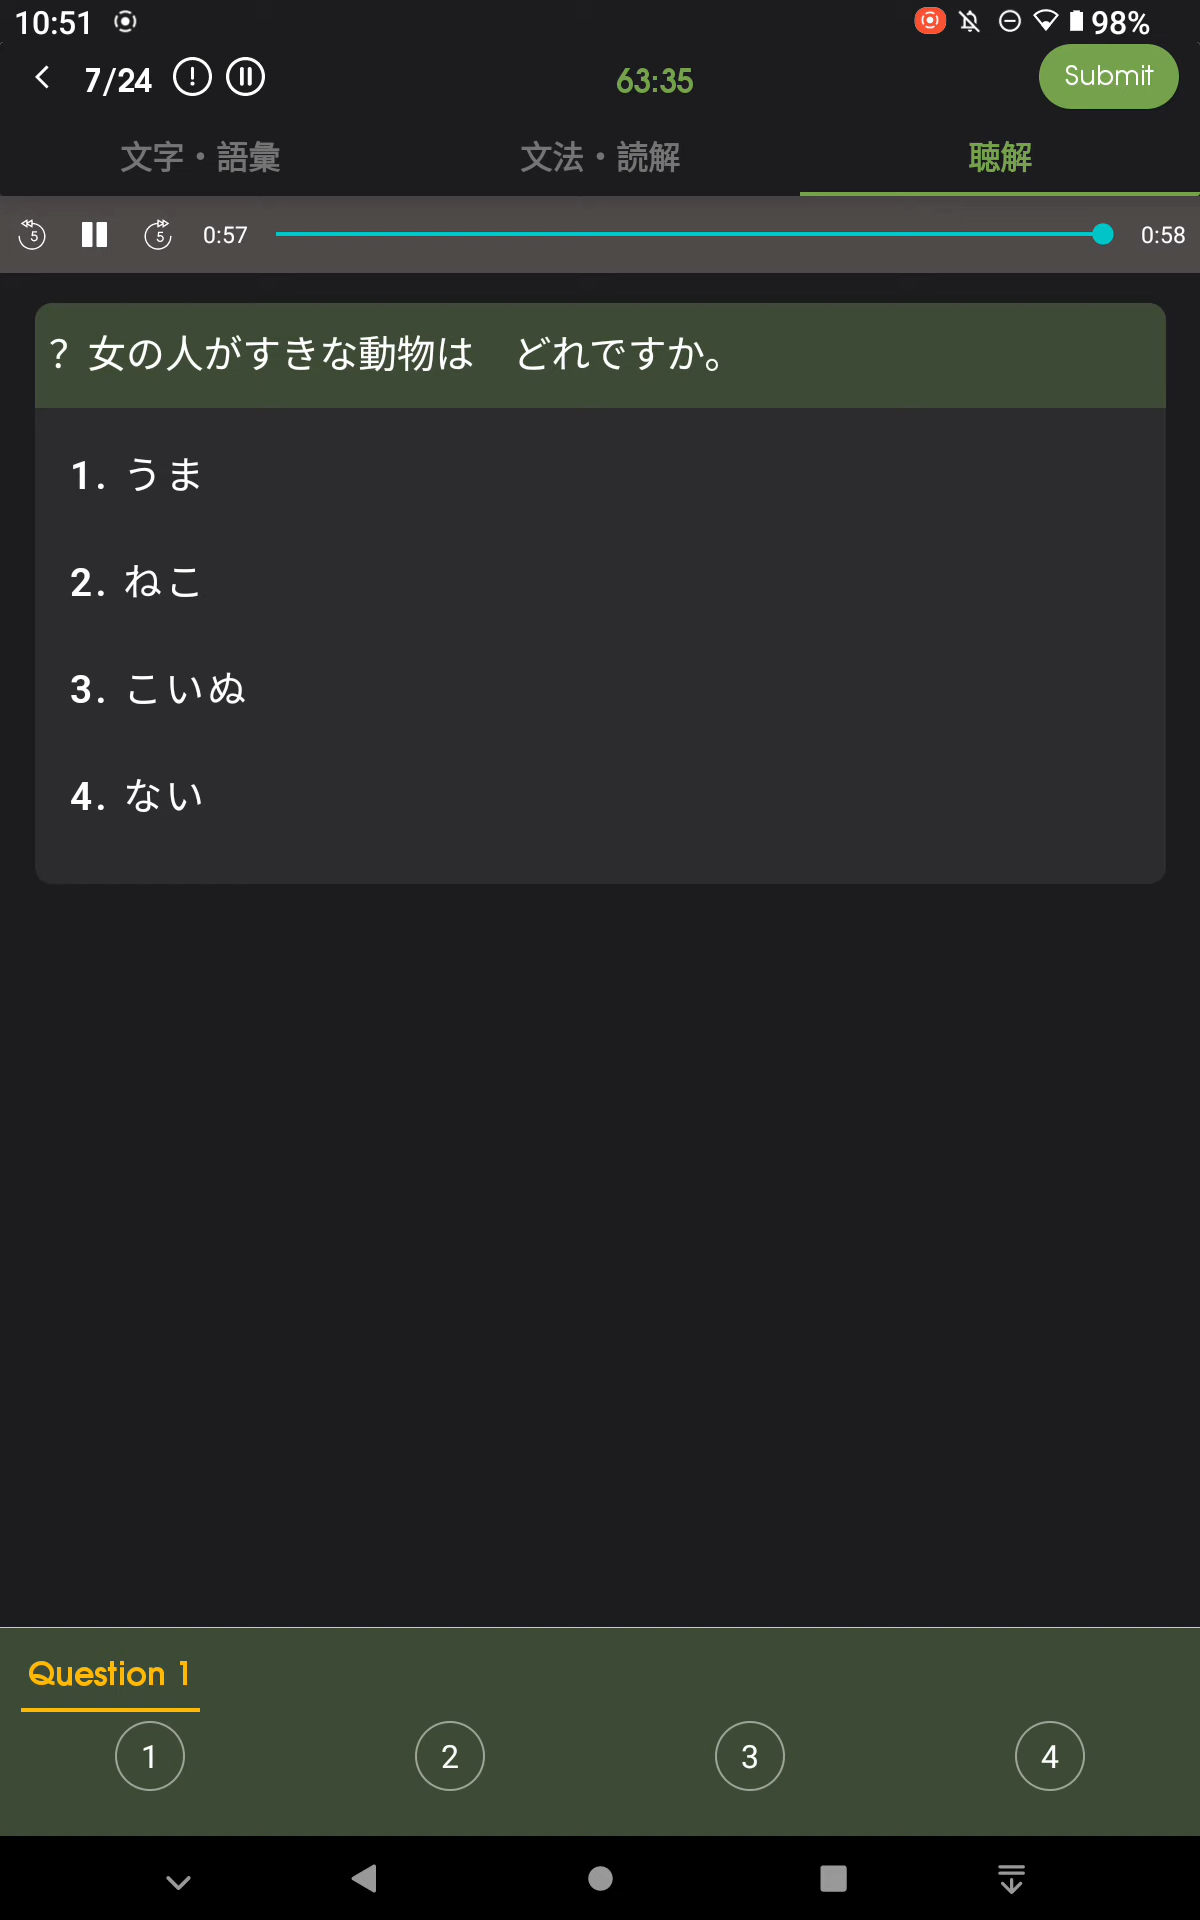 10:51 98%
7/24 63:35 Submit
文字・語彙 文法・読解 聴解
5 5 0:57 0:58
? 女の人がすきな動物は　どれですか。
1. うま
2. ねこ
3. こいぬ
4. ない
Question 1
1 2 3 4